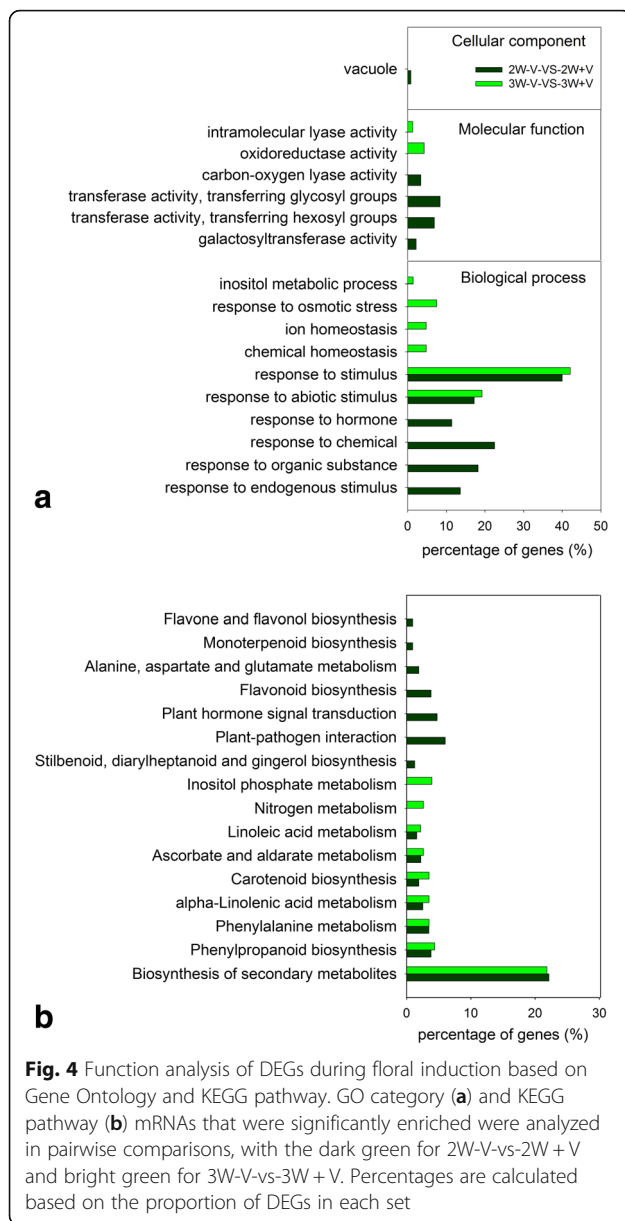 Cellular component
vacuole
2W-V-VS-2W+V
3W-V-VS-3W+V
Molecular function
intramolecular lyase activity
oxidoreductase activity
carbon-oxygen lyase activity
transferase activity, transferring glycosyl groups
transferase activity, transferring hexosyl groups
galactosyltransferase activity
Biological process
inositol metabolic process
response to osmotic stress
ion homeostasis
chemical homeostasis
response to stimulus
response to abiotic stimulus
response to hormone
response to chemical
response to organic substance
response to endogenous stimulus
a
0 10 20 30 40 50
percentage of genes (%)
Flavone and flavonol biosynthesis
Monoterpenoid biosynthesis
Alanine, aspartate and glutamate metabolism
Flavonoid biosynthesis
Plant hormone signal transduction
Plant-pathogen interaction
Stilbenoid, diarylheptanoid and gingerol biosynthesis
Inositol phosphate metabolism
Nitrogen metabolism
Linoleic acid metabolism
Ascorbate and aldarate metabolism
Carotenoid biosynthesis
alpha-Linolenic acid metabolism
Phenylalanine metabolism
Phenylpropanoid biosynthesis
Biosynthesis of secondary metabolites
b
0 10 20 30
percentage of genes (%)
Fig. 4 Function analysis of DEGs during floral induction based on
Gene Ontology and KEGG pathway. GO category (a) and KEGG
pathway (b) mRNAs that were significantly enriched were analyzed
in pairwise comparisons, with the dark green for 2W-V-vs-2W + V
and bright green for 3W-V-vs-3W + V. Percentages are calculated
based on the proportion of DEGs in each set